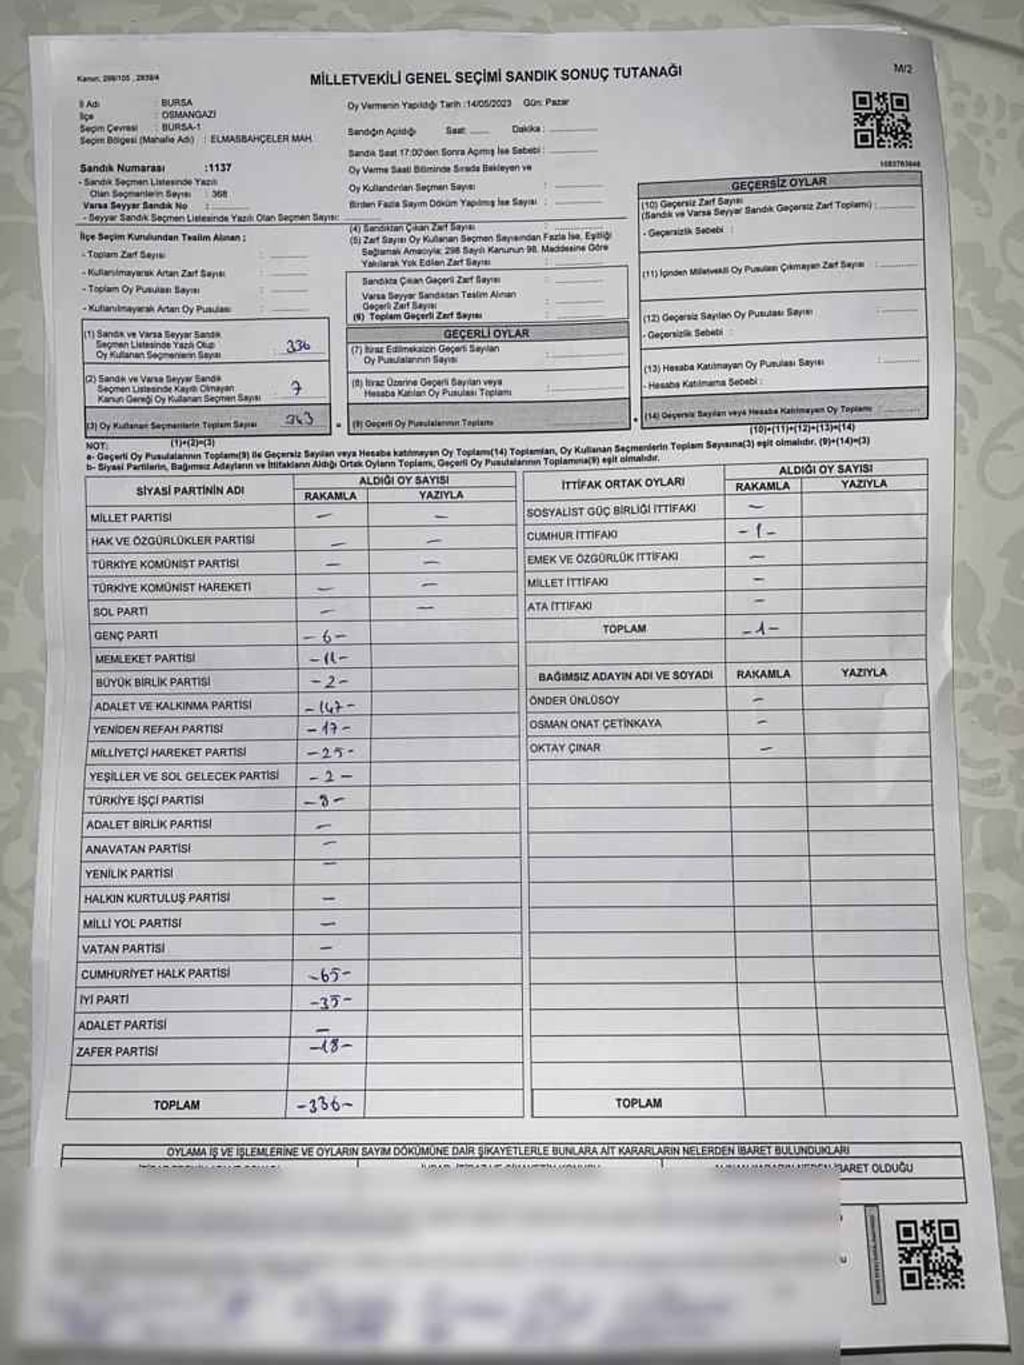 Kanun: 298/105 , 2839/4
MİLLETVEKİLİ GENEL SEÇİMİ SANDIK SONUÇ TUTANAĞI
M/2
İl Adı : BURSA
İlçe : OSMANGAZİ
Seçim Çevresi : BURSA-1
Seçim Bölgesi (Mahalle Adı) : ELMASBAHÇELER MAH.
Sandık Numarası :1137
- Sandık Seçmen Listesinde Yazılı
Olan Seçmenlerin Sayısı : 368
Varsa Seyyar Sandık No :
- Seyyar Sandık Seçmen Listesinde Yazılı Olan Seçmen Sayısı:
Oy Vermenin Yapıldığı Tarih :14/05/2023 Gün: Pazar
Sandığın Açıldığı Saat: Dakika :
Sandık Saat 17:00'den Sonra Açmış İse Sebebi :
Oy Verme Saati Bitiminde Sırada Bekleyen ve
Oy Kullandırılan Seçmen Sayısı :
Birden Fazla Sayım Döküm Yapılmış İse Sayısı :
İlçe Seçim Kurulundan Teslim Alınan ;
- Toplam Zarf Sayısı :
- Kullanılmayarak Artan Zarf Sayısı :
- Toplam Oy Pusulası Sayısı :
- Kullanılmayarak Artan Oy Pusulası :
(4) Sandıktan Çıkan Zarf Sayısı :
(5) Zarf Sayısı Oy Kullanan Seçmen Sayısından Fazla İse, Eşitliği
Sağlamak Amacıyla; 298 Sayılı Kanunun 98. Maddesine Göre
Yakılarak Yok Edilen Zarf Sayısı :
Sandıkta Çıkan Geçerli Zarf Sayısı :
Varsa Seyyar Sandıktan Teslim Alınan
Geçerli Zarf Sayısı :
(6) Toplam Geçerli Zarf Sayısı :
GEÇERSİZ OYLAR
(10) Geçersiz Zarf Sayısı
(Sandık ve Varsa Seyyar Sandık Geçersiz Zarf Toplamı) :
- Geçersizlik Sebebi :
(11) İçinden Milletvekili Oy Pusulası Çıkmayan Zarf Sayısı :
(12) Geçersiz Sayılan Oy Pusulası Sayısı :
- Geçersizlik Sebebi :
(13) Hesaba Katılmayan Oy Pusulası Sayısı :
- Hesaba Katılmama Sebebi :
(14) Geçersiz Sayılan veya Hesaba Katılmayan Oy Toplamı :
(10)+(11)+(12)+(13)=(14)
(1) Sandık ve Varsa Seyyar Sandık
Seçmen Listesinde Yazılı Olup
Oy Kullanan Seçmenlerin Sayısı : 336
(2) Sandık ve Varsa Seyyar Sandık
Seçmen Listesinde Kayıtlı Olmayan
Kanun Gereği Oy Kullanan Seçmen Sayısı : 7
(3) Oy Kullanan Seçmenlerin Toplam Sayısı 343
(1)+(2)=(3)
GEÇERLİ OYLAR
(7) İtiraz Edilmeksizin Geçerli Sayılan
Oy Pusulalarının Sayısı :
(8) İtiraz Üzerine Geçerli Sayılan veya
Hesaba Katılan Oy Pusulası Toplamı :
(9) Geçerli Oy Pusulalarının Toplamı
NOT:
a- Geçerli Oy Pusulalarının Toplamı(9) ile Geçersiz Sayılan veya Hesaba katılmayan Oy Toplamı(14) Toplamları, Oy Kullanan Seçmenlerin Toplam Sayısına(3) eşit olmalıdır. (9)+(14)=(3)
b- Siyasi Partilerin, Bağımsız Adayların ve İttifakların Aldığı Ortak Oyların Toplamı, Geçerli Oy Pusulalarının Toplamına(9) eşit olmalıdır.
SİYASİ PARTİNİN ADI ALDIĞI OY SAYISI
RAKAMLA YAZIYLA
MİLLET PARTİSİ – –
HAK VE ÖZGÜRLÜKLER PARTİSİ – –
TÜRKİYE KOMÜNİST PARTİSİ – –
TÜRKİYE KOMÜNİST HAREKETİ – –
SOL PARTİ – –
GENÇ PARTİ -6-
MEMLEKET PARTİSİ -11-
BÜYÜK BİRLİK PARTİSİ -2-
ADALET VE KALKINMA PARTİSİ -147-
YENİDEN REFAH PARTİSİ -17-
MİLLİYETÇİ HAREKET PARTİSİ -25-
YEŞİLLER VE SOL GELECEK PARTİSİ -2-
TÜRKİYE İŞÇİ PARTİSİ -8-
ADALET BİRLİK PARTİSİ –
ANAVATAN PARTİSİ –
YENİLİK PARTİSİ –
HALKIN KURTULUŞ PARTİSİ –
MİLLİ YOL PARTİSİ –
VATAN PARTİSİ –
CUMHURİYET HALK PARTİSİ -65-
İYİ PARTİ -35-
ADALET PARTİSİ –
ZAFER PARTİSİ -18-
TOPLAM -336-
İTTİFAK ORTAK OYLARI ALDIĞI OY SAYISI
RAKAMLA YAZIYLA
SOSYALİST GÜÇ BİRLİĞİ İTTİFAKI –
CUMHUR İTTİFAKI -1-
EMEK VE ÖZGÜRLÜK İTTİFAKI –
MİLLET İTTİFAKI –
ATA İTTİFAKI –
TOPLAM -1-
BAĞIMSIZ ADAYIN ADI VE SOYADI RAKAMLA YAZIYLA
ÖNDER ÜNLÜSOY –
OSMAN ONAT ÇETİNKAYA –
OKTAY ÇINAR –
TOPLAM
OYLAMA İŞ VE İŞLEMLERİNE VE OYLARIN SAYIM DÖKÜMÜNE DAİR ŞİKAYETLERLE BUNLARA AİT KARARLARIN NELERDEN İBARET BULUNDUKLARI
İBARET OLDUĞU